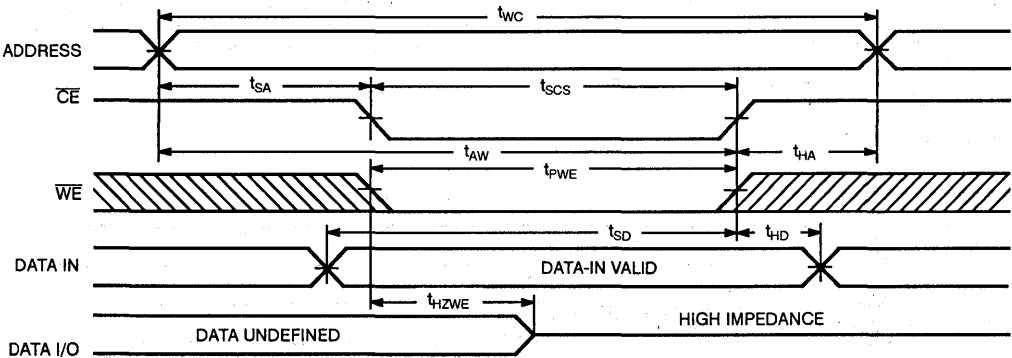 tWC
ADDRESS
tSA
tSCS
CE
tAW
tHA
tPWE
WE
tSD
tHD
DATA IN
DATA-IN VALID
tHZWE
HIGH IMPEDANCE
DATA UNDEFINED
DATA I/O